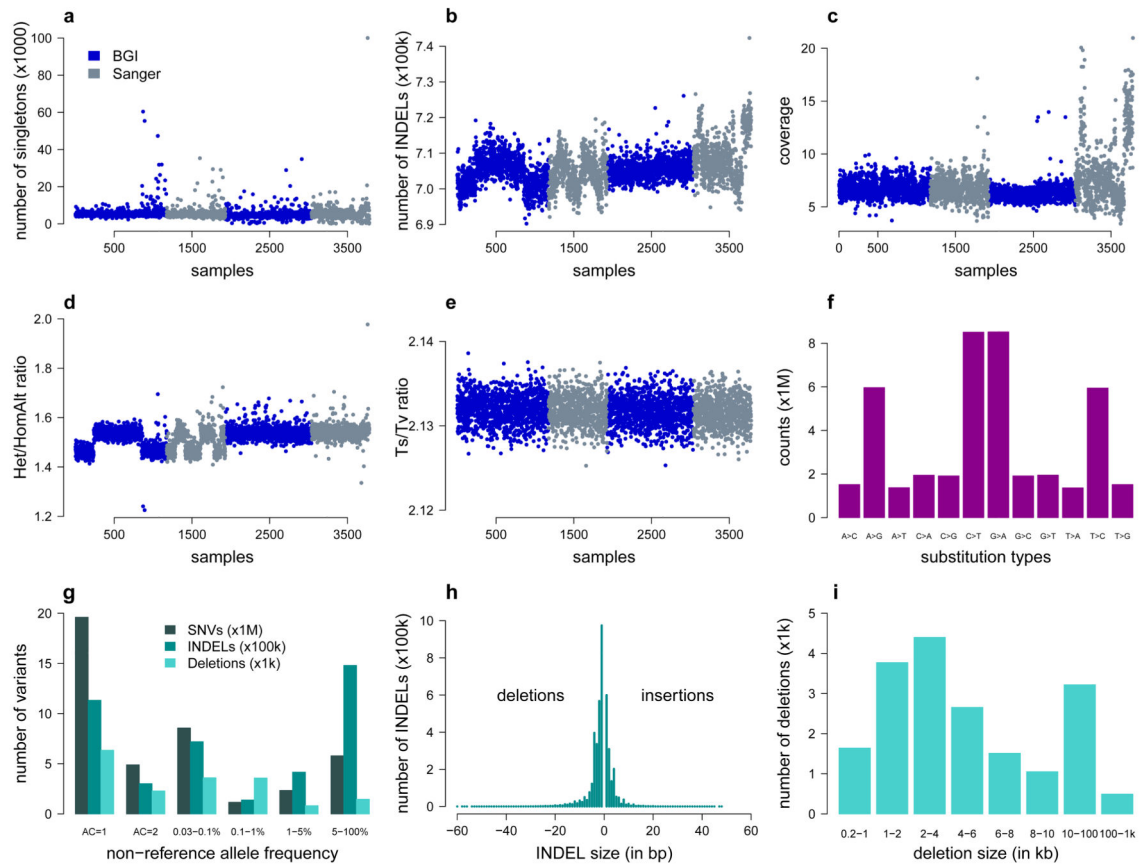 a
number of singletons (x1000)
100
80
60
40
20
0
BGI
Sanger
500 1500 2500 3500
samples
b
number of INDELs (x100k)
7.4
7.3
7.2
7.1
7.0
6.9
500 1500 2500 3500
samples
c
coverage
20
15
10
5
0 500 1500 2500 3500
samples
d
Het/HomAlt ratio
2.0
1.8
1.6
1.4
1.2
500 1500 2500 3500
samples
e
Ts/Tv ratio
2.14
2.13
2.12
500 1500 2500 3500
samples
f
counts (x1M)
8
6
4
2
0
A>C A>G A>T C>A C>G C>T G>A G>C G>T T>A T>C T>G
substitution types
g
number of variants
20
15
10
5
0
SNVs (x1M)
INDELs (x100k)
Deletions (x1k)
AC=1 AC=2 0.03−0.1% 0.1−1% 1−5% 5−100%
non−reference allele frequency
h
number of INDELs (x100k)
10
8
6
4
2
0
deletions insertions
−60 −40 −20 0 20 40 60
INDEL size (in bp)
i
number of deletions (x1k)
5
4
3
2
1
0
0.2−1 1−2 2−4 4−6 6−8 8−10 10−100 100−1k
deletion size (in kb)